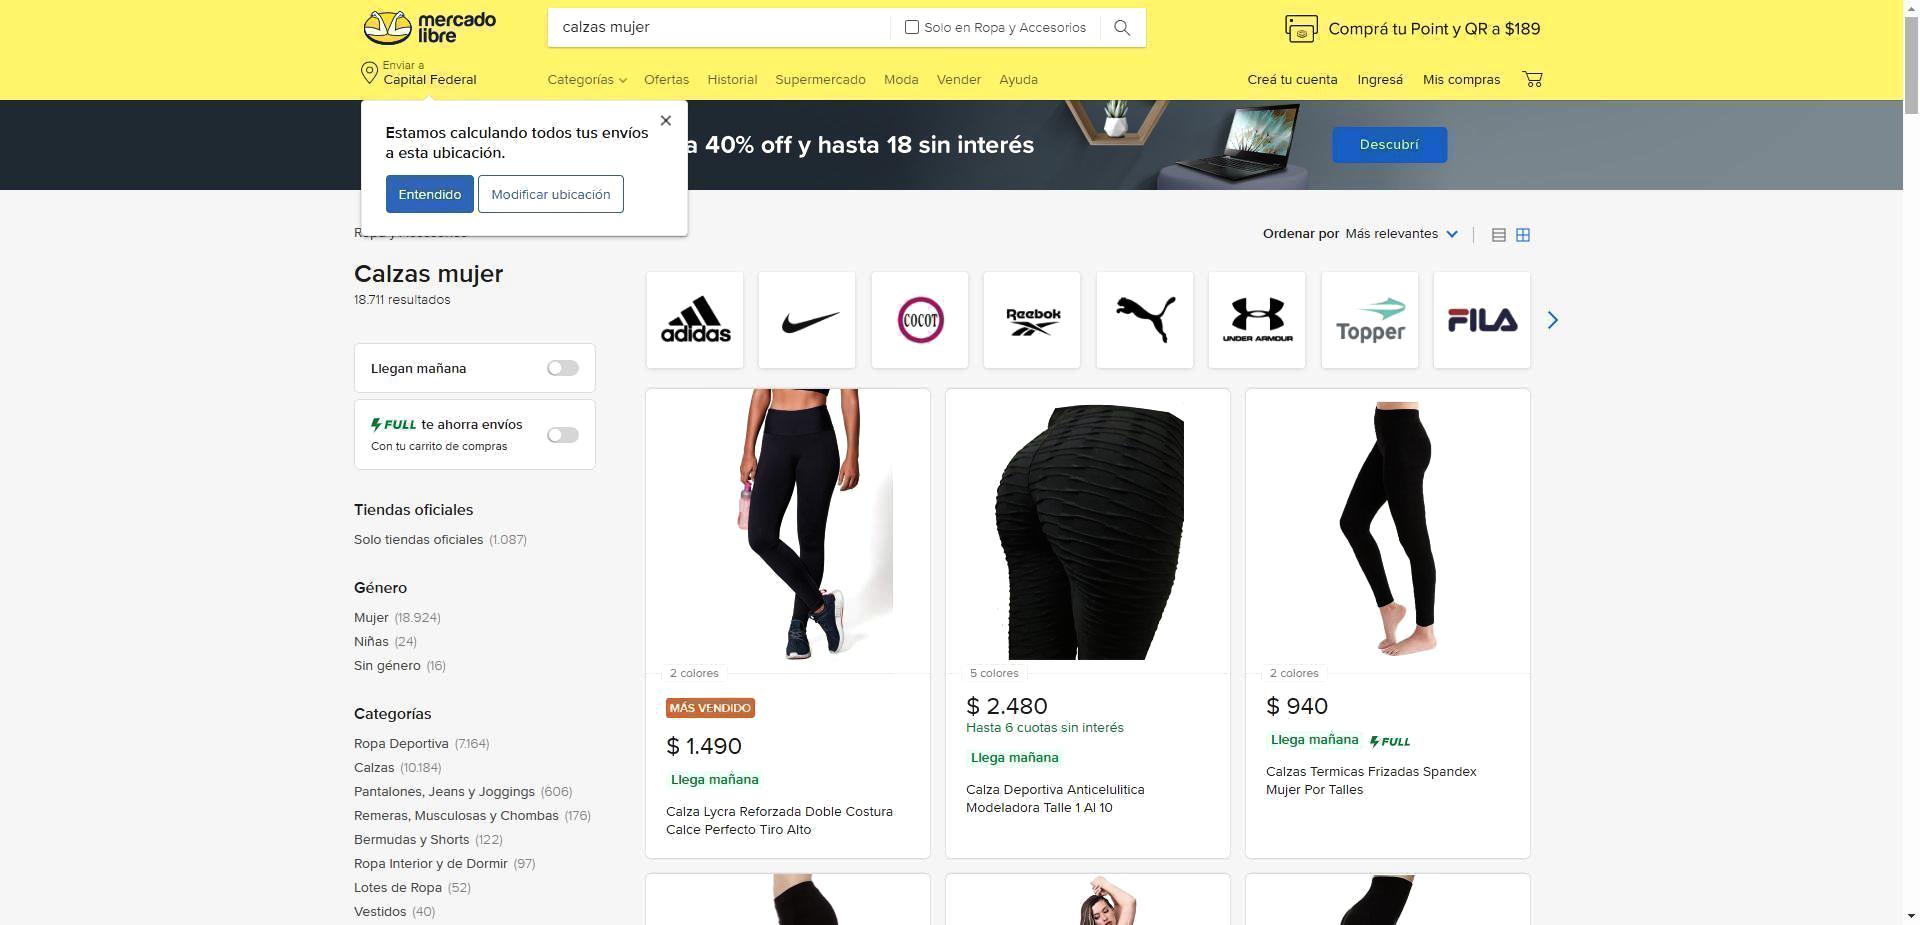 mercado
libre
calzas mujer
Solo en Ropa y Accesorios
Comprá tu Point y QR a $189
Enviar a
Capital Federal
Categorías
Ofertas
Historial
Supermercado
Moda
Vender
Ayuda
Creá tu cuenta
Ingresá
Mis compras
Estamos calculando todos tus envíos
a esta ubicación.
Entendido
Modificar ubicación
a 40% off y hasta 18 sin interés
Descubrí
Ordenar por Más relevantes
Calzas mujer
18.711 resultados
adidas
COCOT
Reebok
UNDER ARMOUR
Topper
FILA
Llegan mañana
FULL te ahorra envíos
Con tu carrito de compras
Tiendas oficiales
Solo tiendas oficiales (1.087)
Género
Mujer (18.924)
Niñas (24)
Sin género (16)
Categorías
Ropa Deportiva (7.164)
Calzas (10.184)
Pantalones, Jeans y Joggings (606)
Remeras, Musculosas y Chombas (176)
Bermudas y Shorts (122)
Ropa Interior y de Dormir (97)
Lotes de Ropa (52)
Vestidos (40)
2 colores
MÁS VENDIDO
$ 1.490
Llega mañana
Calza Lycra Reforzada Doble Costura
Calce Perfecto Tiro Alto
5 colores
$ 2.480
Hasta 6 cuotas sin interés
Llega mañana
Calza Deportiva Anticelulitica
Modeladora Talle 1 Al 10
2 colores
$ 940
Llega mañana FULL
Calzas Termicas Frizadas Spandex
Mujer Por Talles